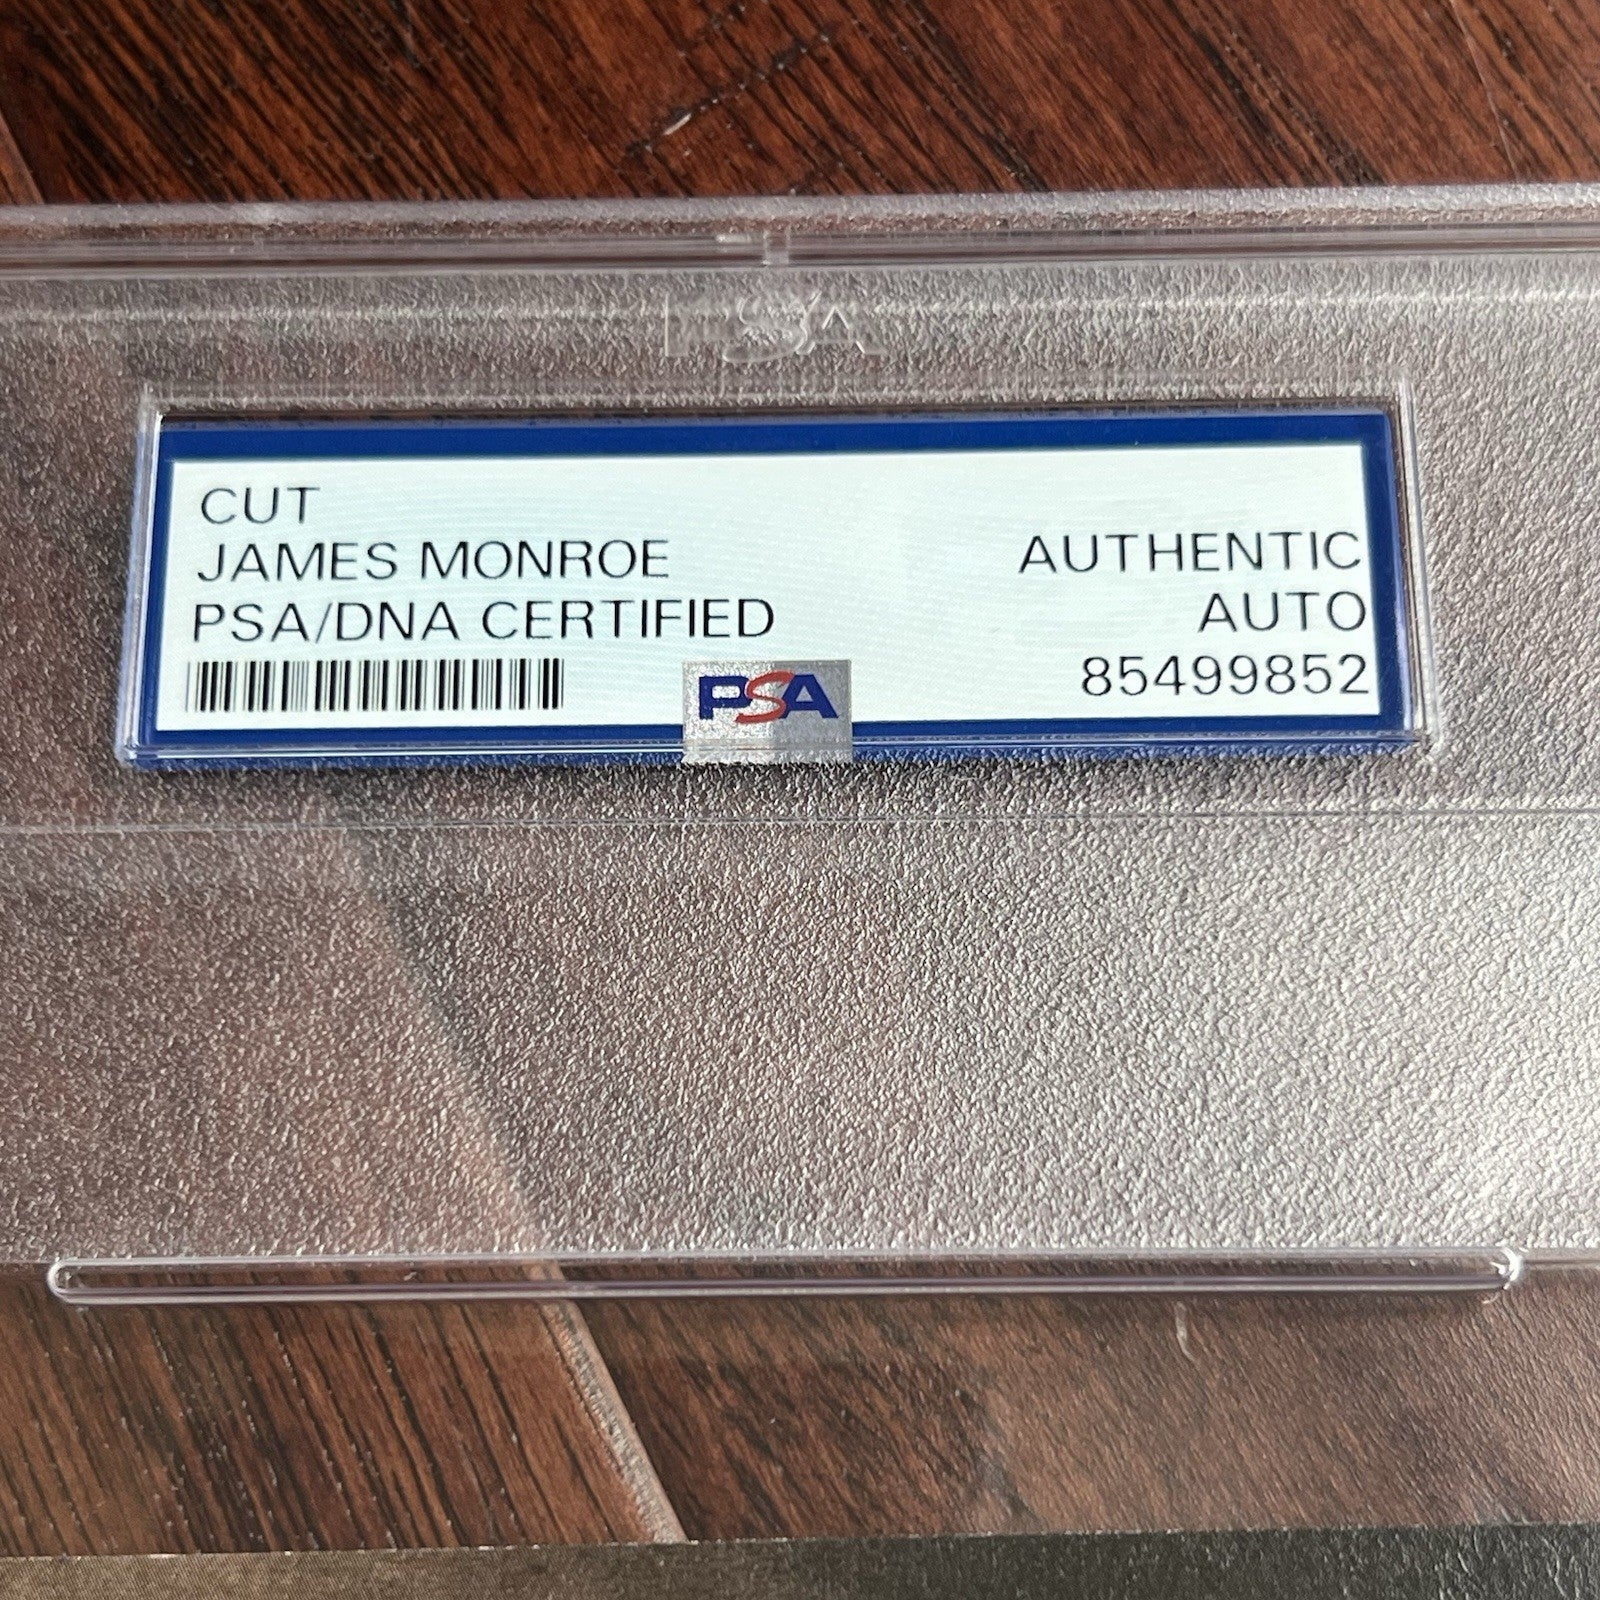 PSA
CUT
JAMES MONROE
PSA/DNA CERTIFIED
AUTHENTIC
AUTO
85499852
PSA